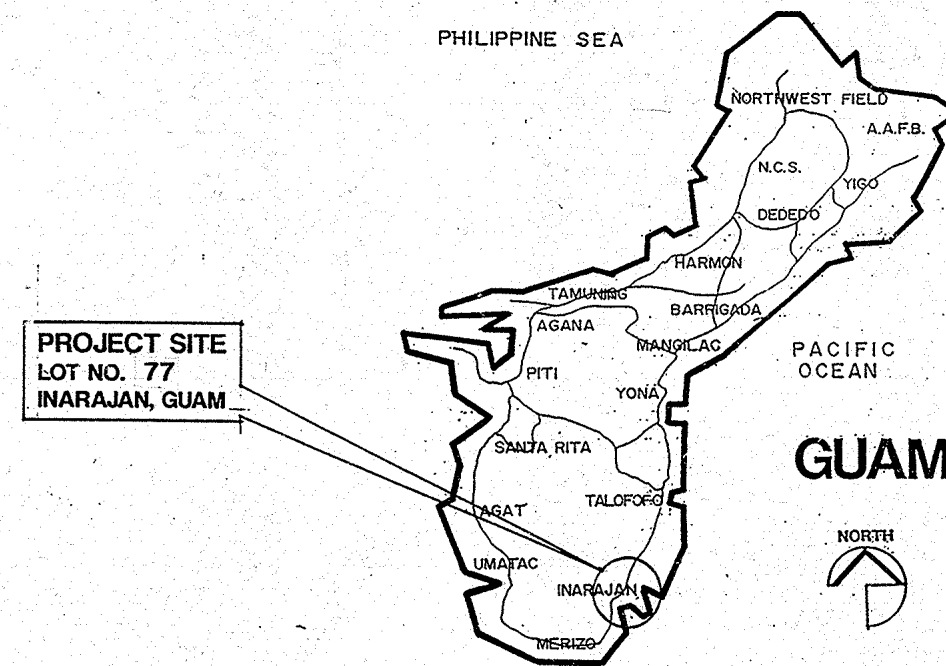 PHILIPPINE SEA
NORTHWEST FIELD
A.A.F.B.
N.C.S.
YIGO
DEDEDO
HARMON
TAMUNING
BARRIGADA
AGANA
MANGILAC
PROJECT SITE
LOT NO. 77
INARAJAN, GUAM
PACIFIC
OCEAN
PITI
YONA
SANTA RITA
GUAM
TALOFOFO
AGAT
NORTH
UMATAC
INARAJAN
MERIZO